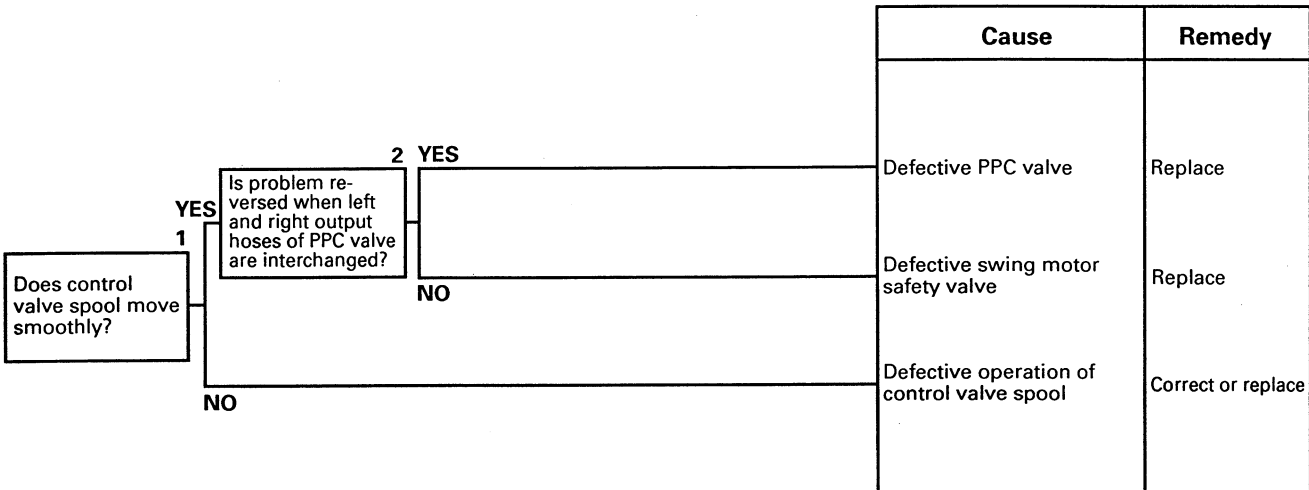 Cause
Remedy
2 YES
Is problem re-
versed when left
and right output
hoses of PPC valve
are interchanged?
Defective PPC valve
Replace
YES
1
Does control
valve spool move
smoothly?
NO
Defective swing motor
safety valve
Replace
NO
Defective operation of
control valve spool
Correct or replace